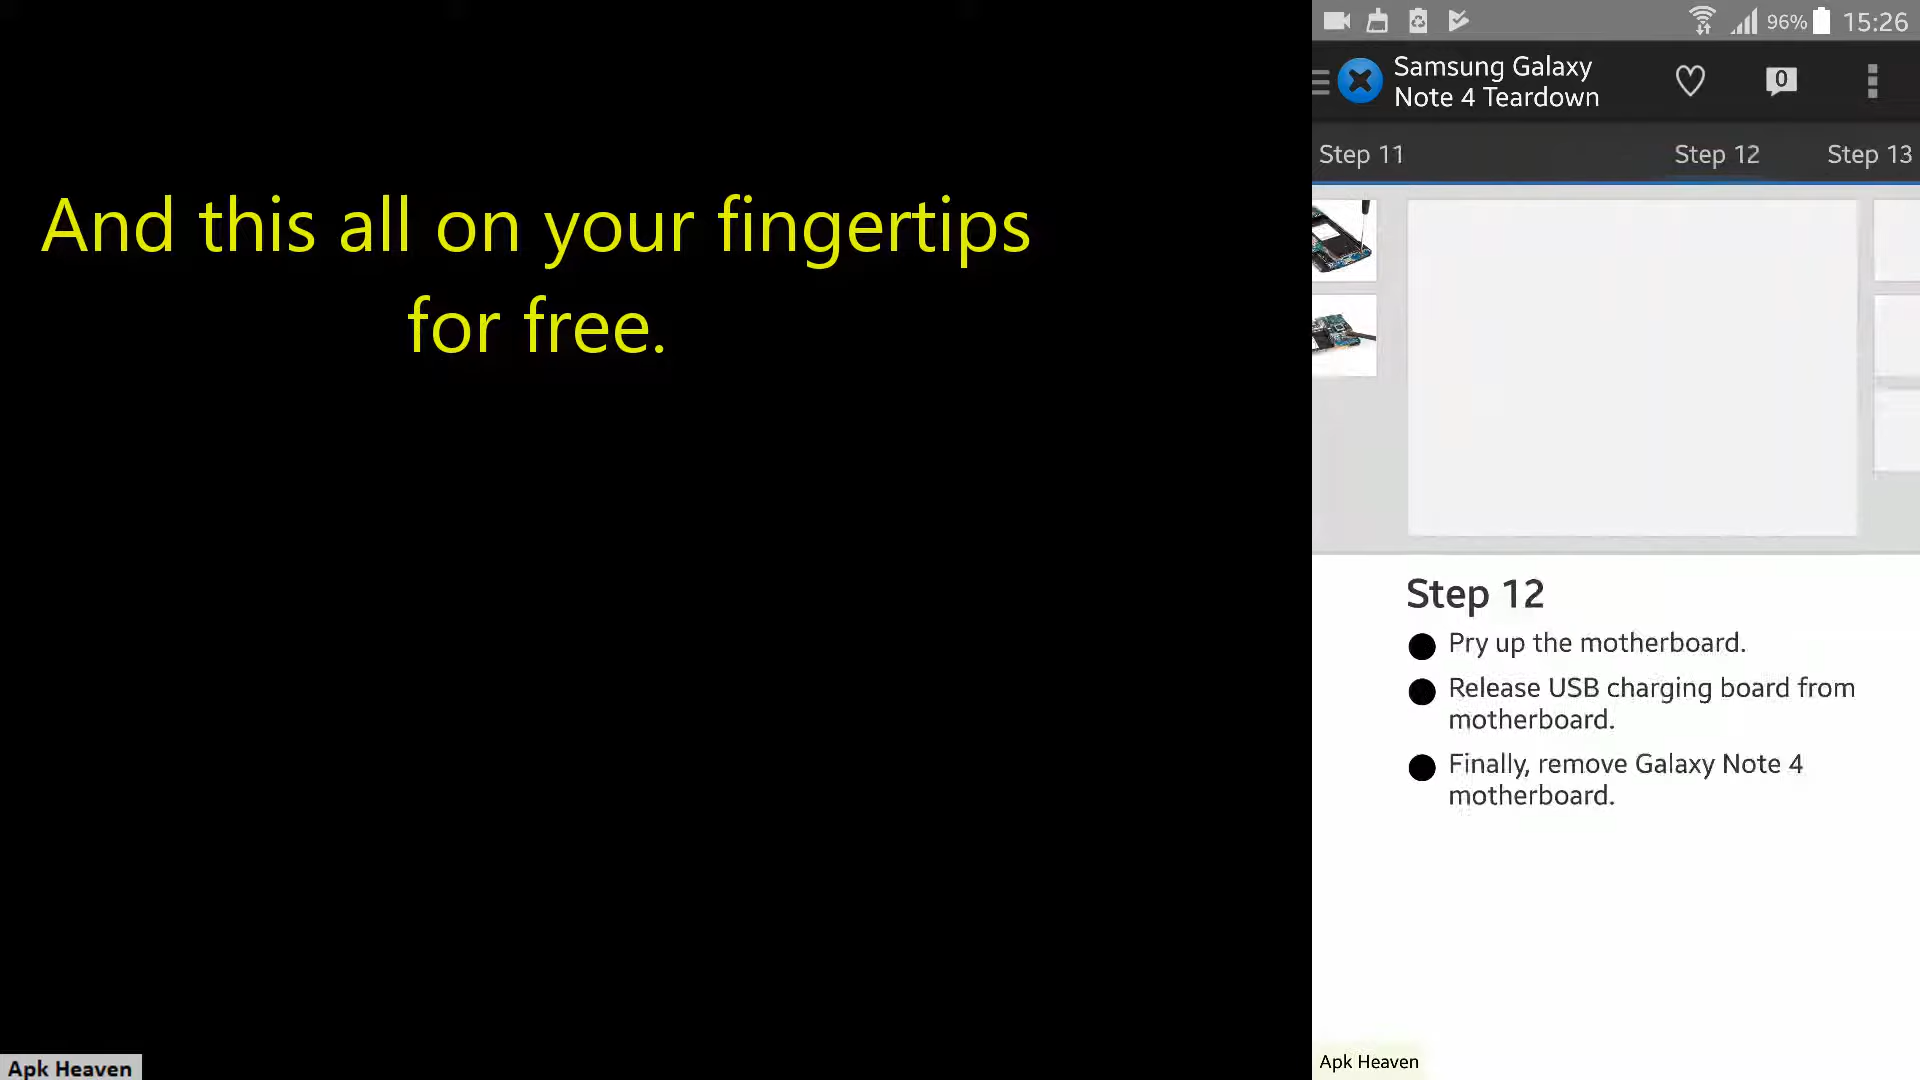 And this all on your fingertips
for free.
Apk Heaven
96% 15:26
Samsung Galaxy
Note 4 Teardown
0
Step 11 Step 12 Step 13
Step 12
Pry up the motherboard.
Release USB charging board from
motherboard.
Finally, remove Galaxy Note 4
motherboard.
Apk Heaven